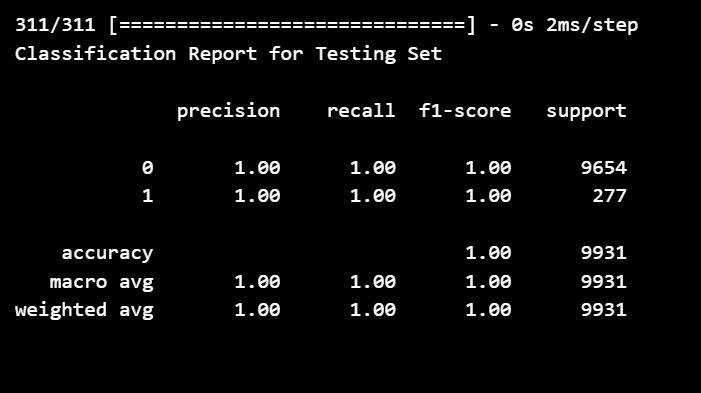 311/311 [==============================] - 0s 2ms/step
Classification Report for Testing Set
precision recall f1-score support
0 1.00 1.00 1.00 9654
1 1.00 1.00 1.00 277
accuracy 1.00 9931
macro avg 1.00 1.00 1.00 9931
weighted avg 1.00 1.00 1.00 9931